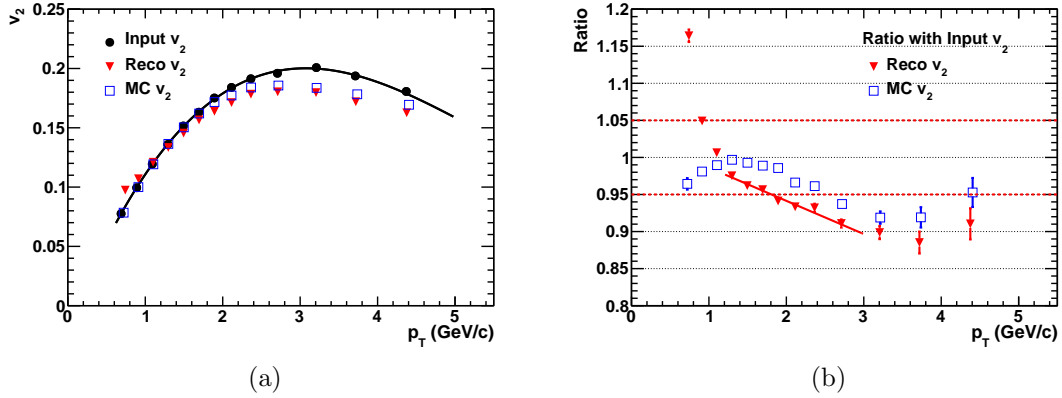 v2
0.25
0.2
0.15
0.1
0.05
0
Input v2
Reco v2
MC v2
0 1 2 3 4 5
pT (GeV/c)
(a)
Ratio
1.2
1.15
1.1
1.05
1
0.95
0.9
0.85
0.8
Ratio with Input v2
Reco v2
MC v2
0 1 2 3 4 5
pT (GeV/c)
(b)